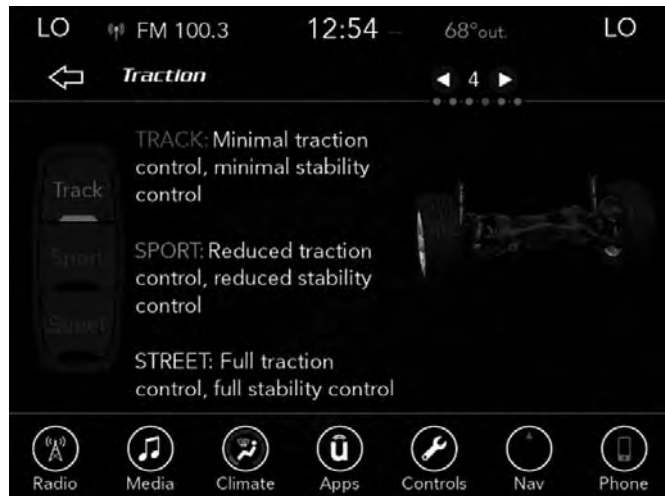 LO FM 100.3 12:54 -- 68°out. LO
Traction 4
TRACK: Minimal traction
control, minimal stability
control
Track
SPORT: Reduced traction
control, reduced stability
control
Sport
Street
STREET: Full traction
control, full stability control
Radio Media Climate Apps Controls Nav Phone